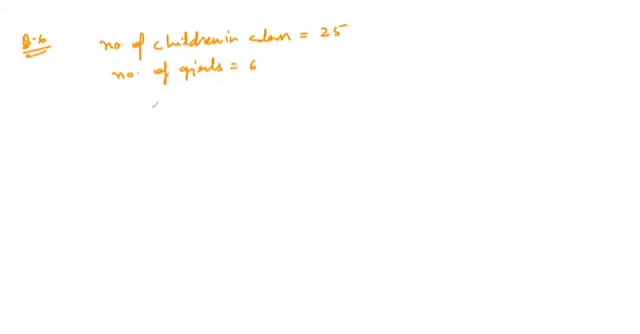 Q-6 no. of children in class = 25
no. of girls = 6